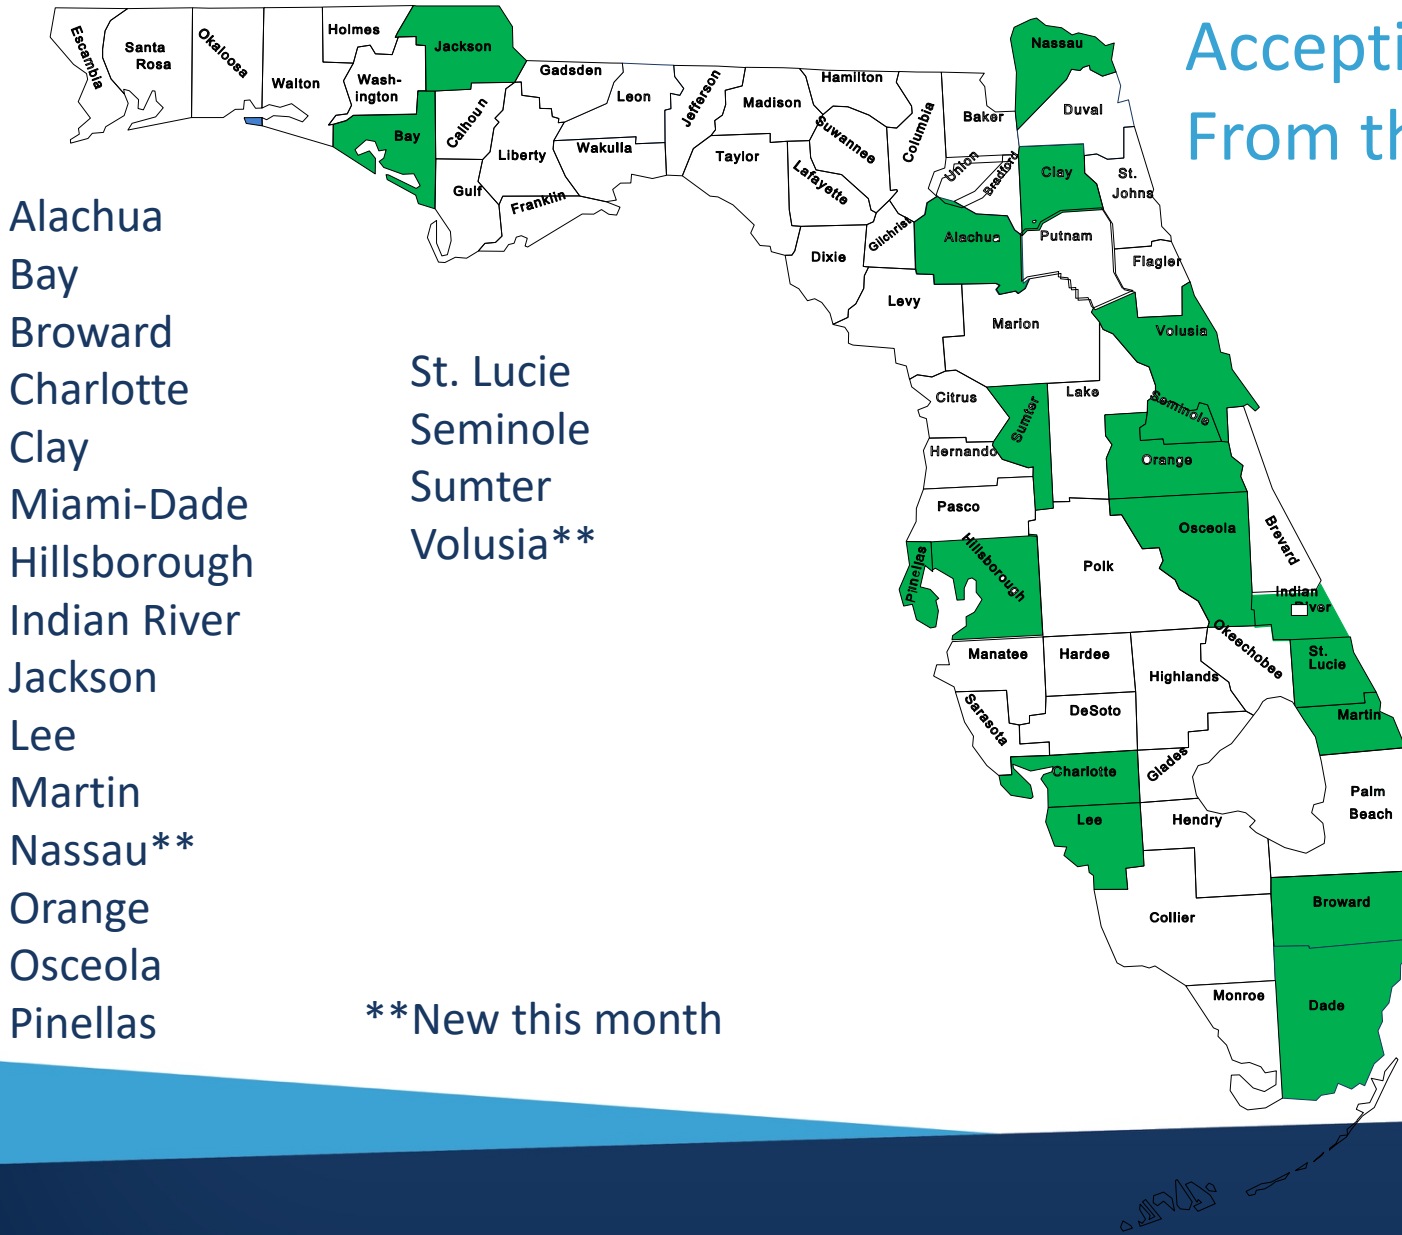 Accepti
From th
Alachua
Bay
Broward
Charlotte
Clay
Miami-Dade
Hillsborough
Indian River
Jackson
Lee
Martin
Nassau**
Orange
Osceola
Pinellas
St. Lucie
Seminole
Sumter
Volusia**
**New this month
Escambia
Santa
Rosa
Okaloosa
Walton
Holmes
Wash-
ington
Jackson
Bay
Calhoun
Gulf
Liberty
Gadsden
Franklin
Leon
Wakulla
Jefferson
Madison
Taylor
Hamilton
Suwannee
Lafayette
Dixie
Columbia
Gilchrist
Levy
Baker
Union
Bradford
Alachua
Nassau
Duval
Clay
St.
Johns
Putnam
Flagler
Marion
Volusia
Citrus
Sumter
Lake
Seminole
Hernando
Orange
Pasco
Osceola
Brevard
Pinellas
Hillsborough
Polk
Indian
River
Manatee
Hardee
Highlands
Okeechobee
St.
Lucie
Sarasota
DeSoto
Martin
Charlotte
Glades
Palm
Beach
Lee
Hendry
Broward
Collier
Monroe
Dade